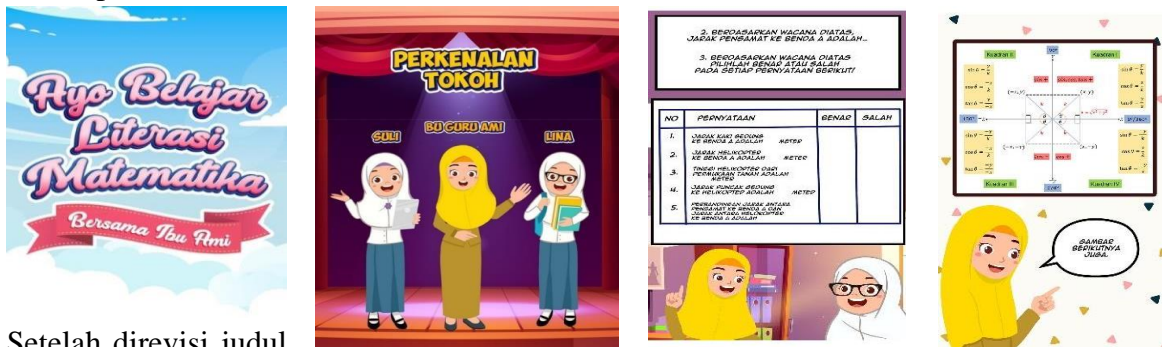 Ayo Belajar
Literasi
Matematika
Bersama Ibu Ami
Setelah direvisi judul
PERKENALAN
TOKOH
SULI
BU GURU AMI
LINA
2. BERDASARKAN WACANA DIATAS,
JARAK PENGAMAT KE BENDA A ADALAH...
3. BERDASARKAN WACANA DIATAS
PILIHLAH BENAR ATAU SALAH
PADA SETIAP PERNYATAAN BERIKUT!
NO PERNYATAAN BENAR SALAH
1. JARAK KAKI GEDUNG
KE BENDA A ADALAH METER
2. JARAK HELIKOPTER
KE BENDA A ADALAH METER
3. TINGGI HELIKOPTER DARI
PERMUKAAN TANAH ADALAH
METER
4. JARAK PUNCAK GEDUNG
KE HELIKOPTER ADALAH METER
5. PERBANDINGAN JARAK ANTARA
PENGAMAT KE BENDA A DAN
JARAK ANTARA HELIKOPTER
KE BENDA A ADALAH
Kuadran II
Kuadran I
(-x, y)
(x, y)
Kuadran III
Kuadran IV
GAMBAR
BERIKUTNYA
JUGA.